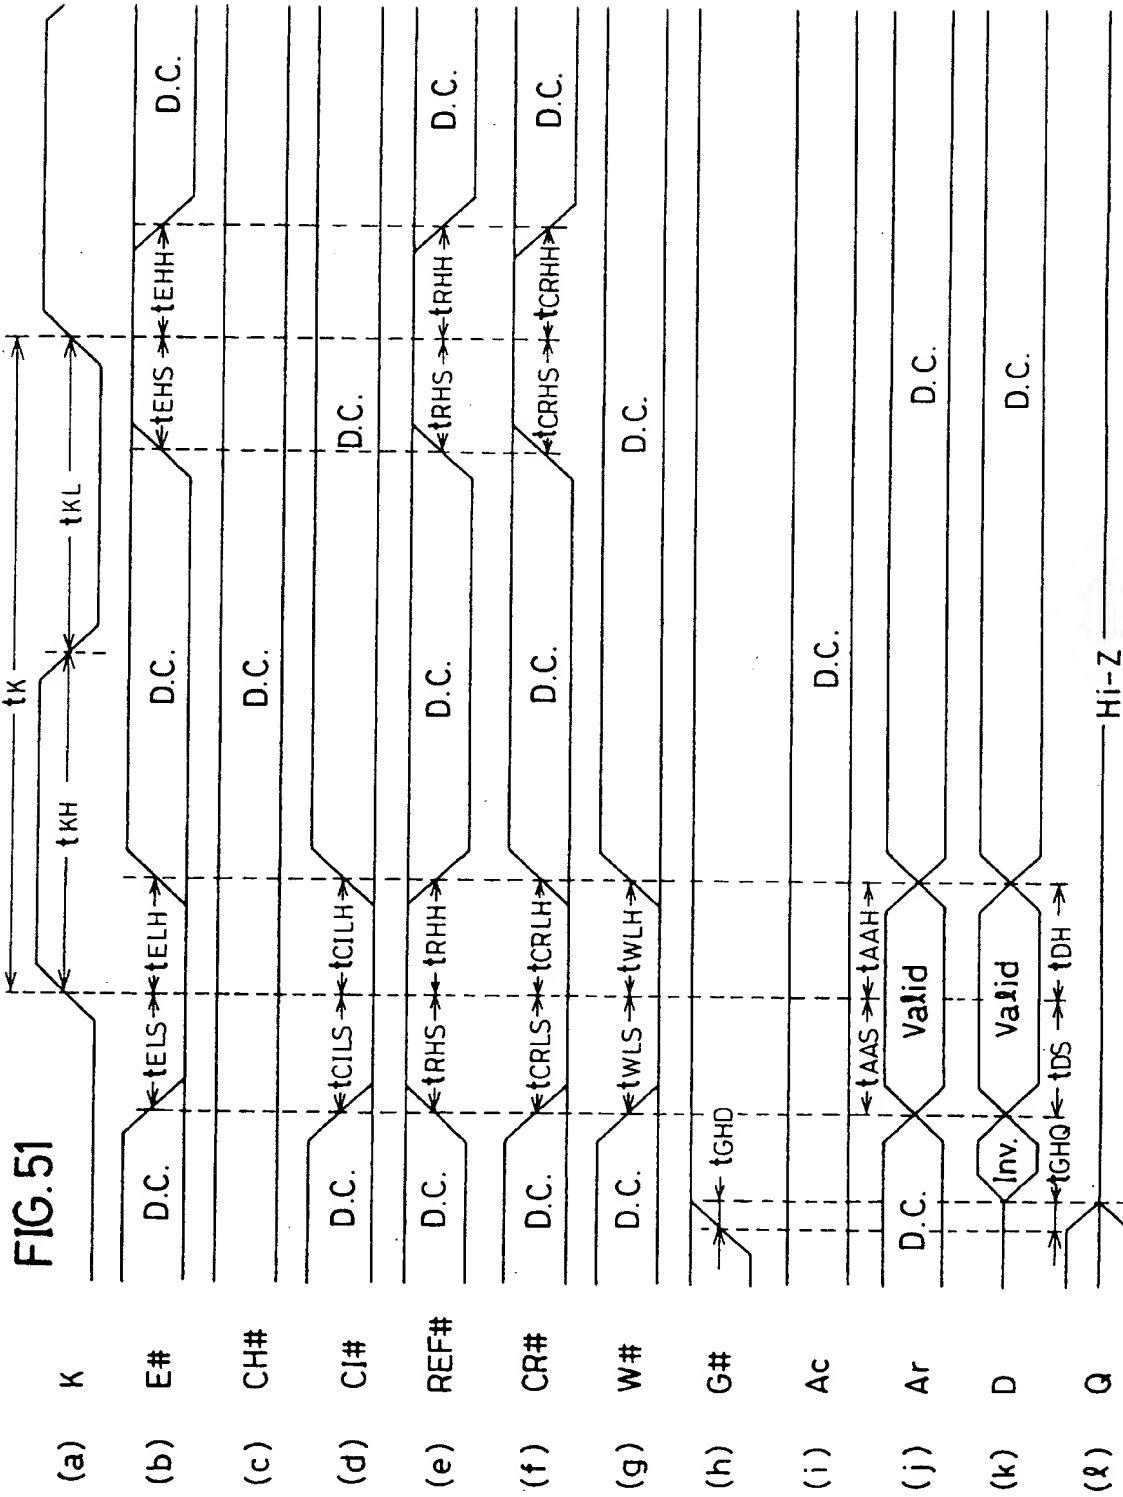 FIG.51
tK
(a) K tKH tKL
(b) E# D.C. tELS tELH D.C. tEHS tEHH D.C.
(c) CH# D.C.
(d) CI# D.C. tCILS tCILH D.C.
(e) REF# D.C. tRHS tRHH D.C. tRHS tRHH D.C.
(f) CR# D.C. tCRLS tCRLH D.C. tCRHS tCRHH D.C.
(g) W# D.C. tWLS tWLH D.C.
(h) G# tGHD
(i) Ac D.C.
tAAS tAAH
(j) Ar D.C. Valid D.C.
(k) D Inv. Valid D.C.
tGHQ tDS tDH
(l) Q Hi-Z